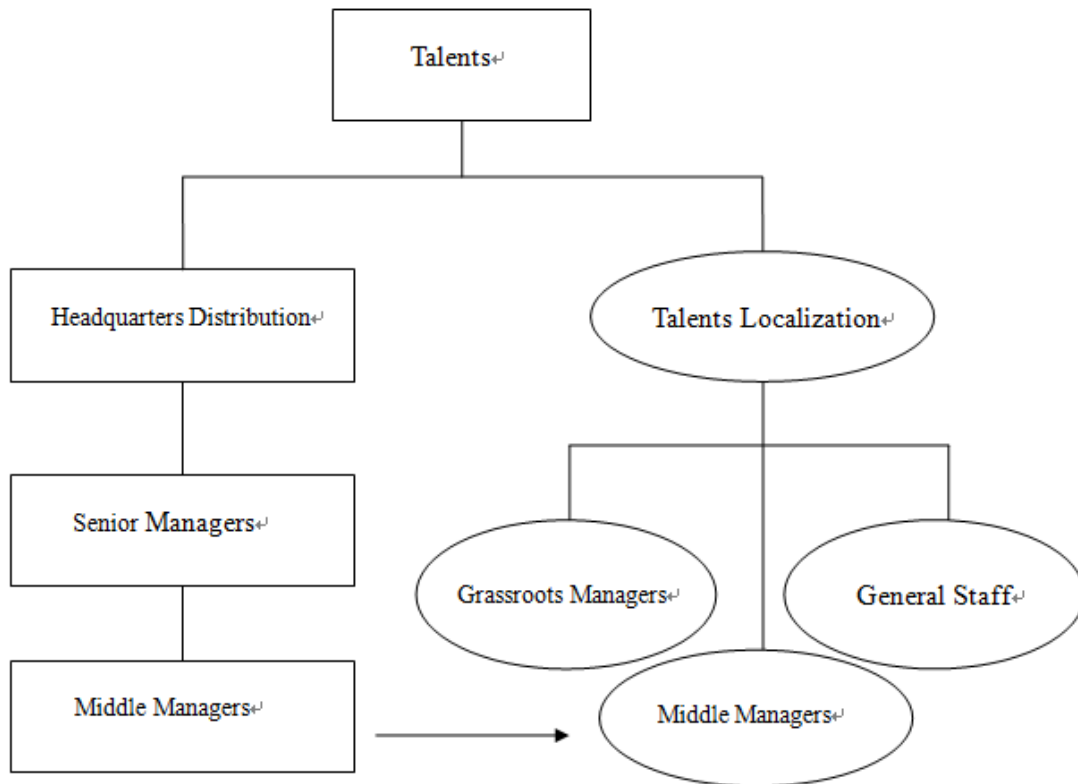 Talents↵
Headquarters Distribution↵
Talents Localization↵
Senior Managers↵
Grassroots Managers↵
General Staff↵
Middle Managers↵
Middle Managers↵